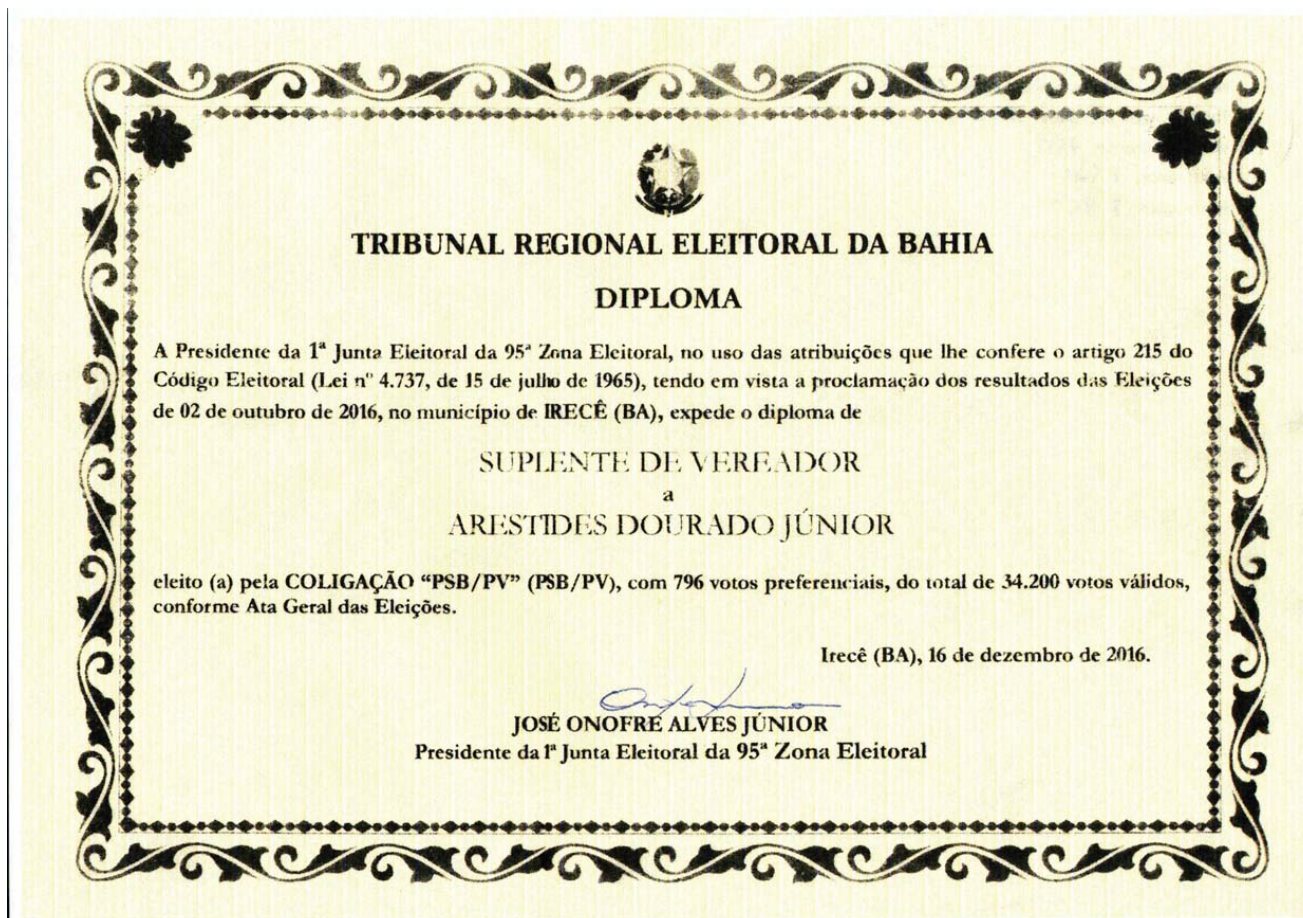 TRIBUNAL REGIONAL ELEITORAL DA BAHIA
DIPLOMA
A Presidente da 1ª Junta Eleitoral da 95ª Zona Eleitoral, no uso das atribuições que lhe confere o artigo 215 do
Código Eleitoral (Lei nº 4.737, de 15 de julho de 1965), tendo em vista a proclamação dos resultados das Eleições
de 02 de outubro de 2016, no município de IRECÊ (BA), expede o diploma de
SUPLENTE DE VEREADOR
a
ARESTIDES DOURADO JÚNIOR
eleito (a) pela COLIGAÇÃO “PSB/PV” (PSB/PV), com 796 votos preferenciais, do total de 34.200 votos válidos,
conforme Ata Geral das Eleições.
Irecê (BA), 16 de dezembro de 2016.
JOSÉ ONOFRE ALVES JÚNIOR
Presidente da 1ª Junta Eleitoral da 95ª Zona Eleitoral